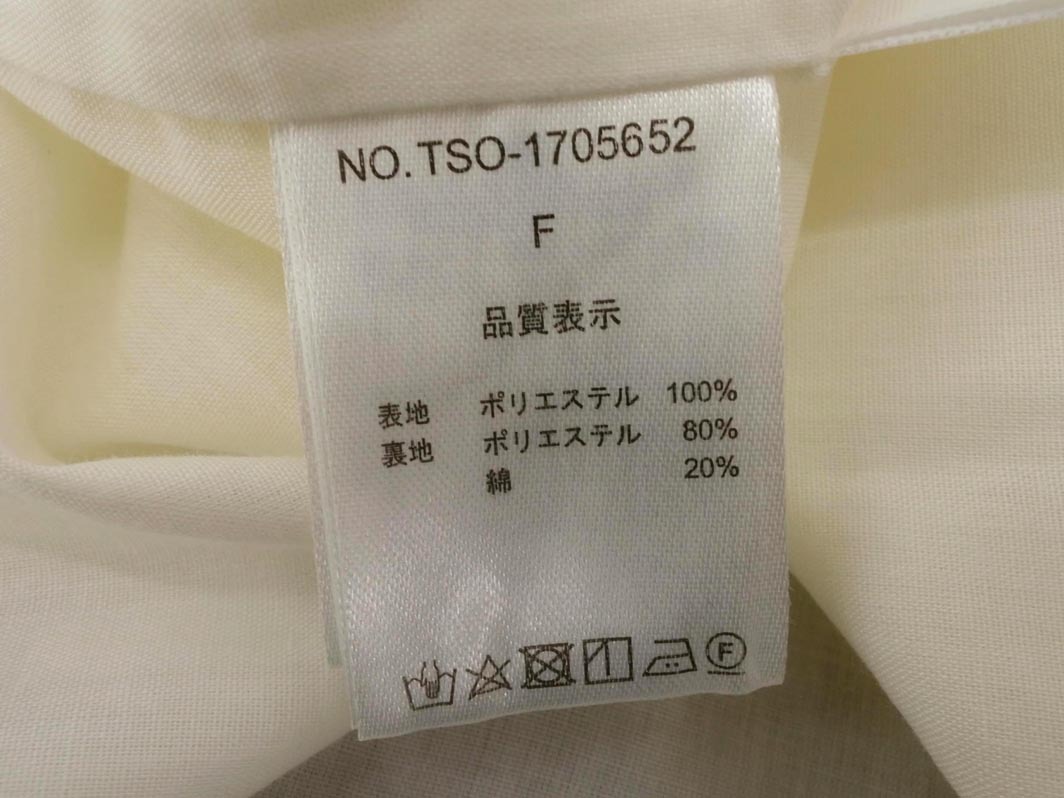 NO.TSO-1705652
F
品質表示
表地 ポリエステル 100%
裏地 ポリエステル 80%
綿 20%
F